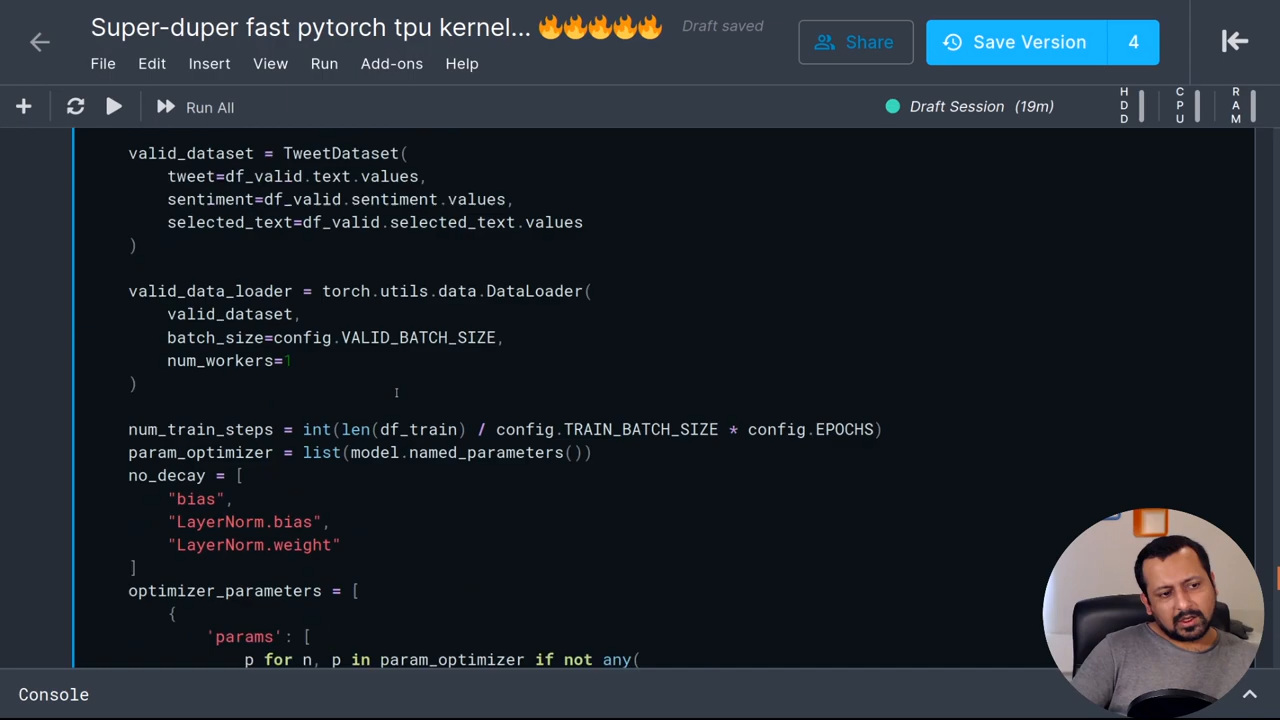 Super-duper fast pytorch tpu kernel... 🔥🔥🔥🔥🔥 Draft saved
Share
Save Version 4
File Edit Insert View Run Add-ons Help
Run All
Draft Session (19m)
HDD CPU RAM
valid_dataset = TweetDataset(
tweet=df_valid.text.values,
sentiment=df_valid.sentiment.values,
selected_text=df_valid.selected_text.values
)
valid_data_loader = torch.utils.data.DataLoader(
valid_dataset,
batch_size=config.VALID_BATCH_SIZE,
num_workers=1
)
num_train_steps = int(len(df_train) / config.TRAIN_BATCH_SIZE * config.EPOCHS)
param_optimizer = list(model.named_parameters())
no_decay = [
"bias",
"LayerNorm.bias",
"LayerNorm.weight"
]
optimizer_parameters = [
{
'params': [
p for n, p in param_optimizer if not any(
Console